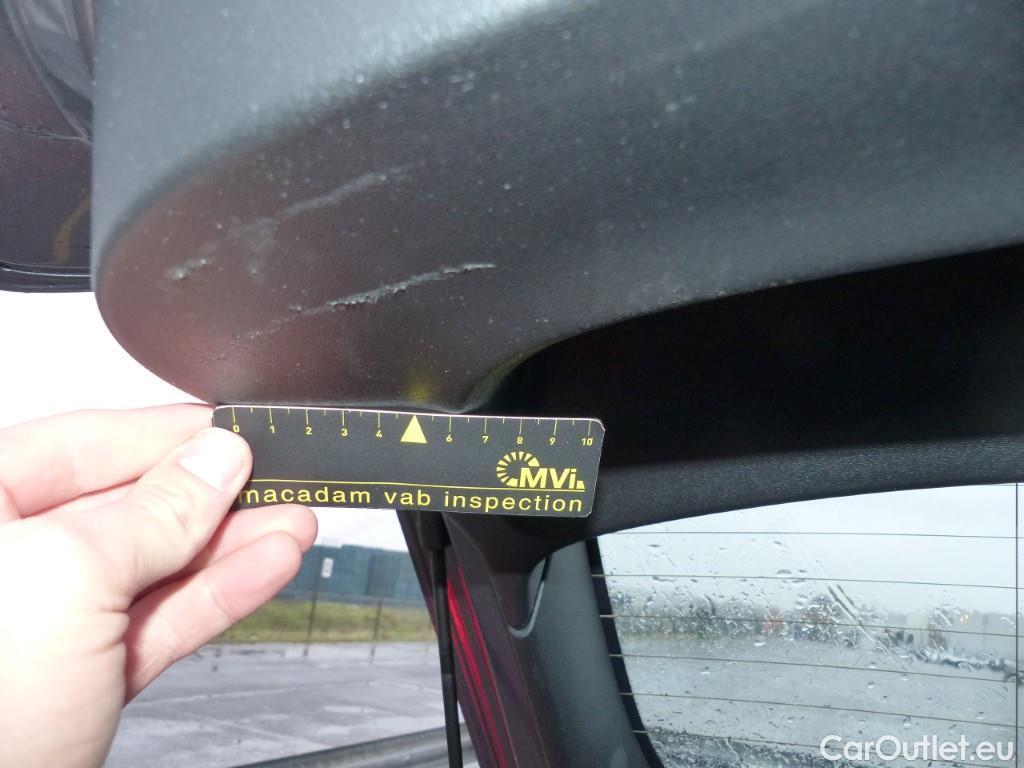 0 1 2 3 4 6 7 8 9 10
MVi
macadam vab inspection
CarOutlet.eu